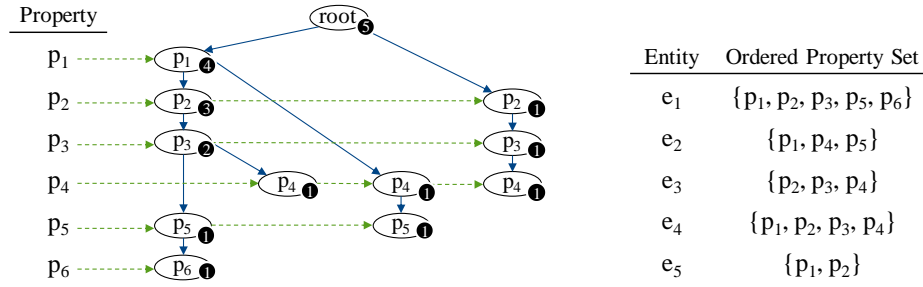 Property
root 5
p1 p1 4
p2 p2 3 p2 1
p3 p3 2 p3 1
p4 p4 1 p4 1 p4 1
p5 p5 1 p5 1
p6 p6 1
Entity Ordered Property Set
e1 {p1, p2, p3, p5, p6}
e2 {p1, p4, p5}
e3 {p2, p3, p4}
e4 {p1, p2, p3, p4}
e5 {p1, p2}